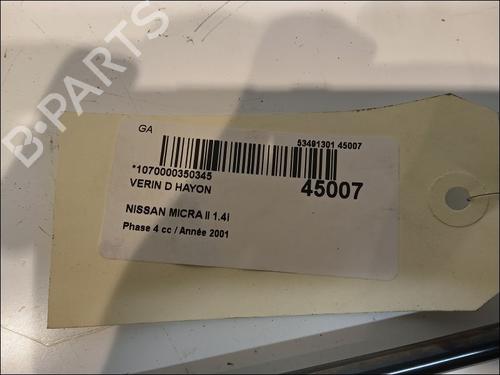 GA
53491301 45007
*1070000350345
VERIN D HAYON
45007
NISSAN MICRA II 1.4I
Phase 4 cc / Année 2001
B-PARTS